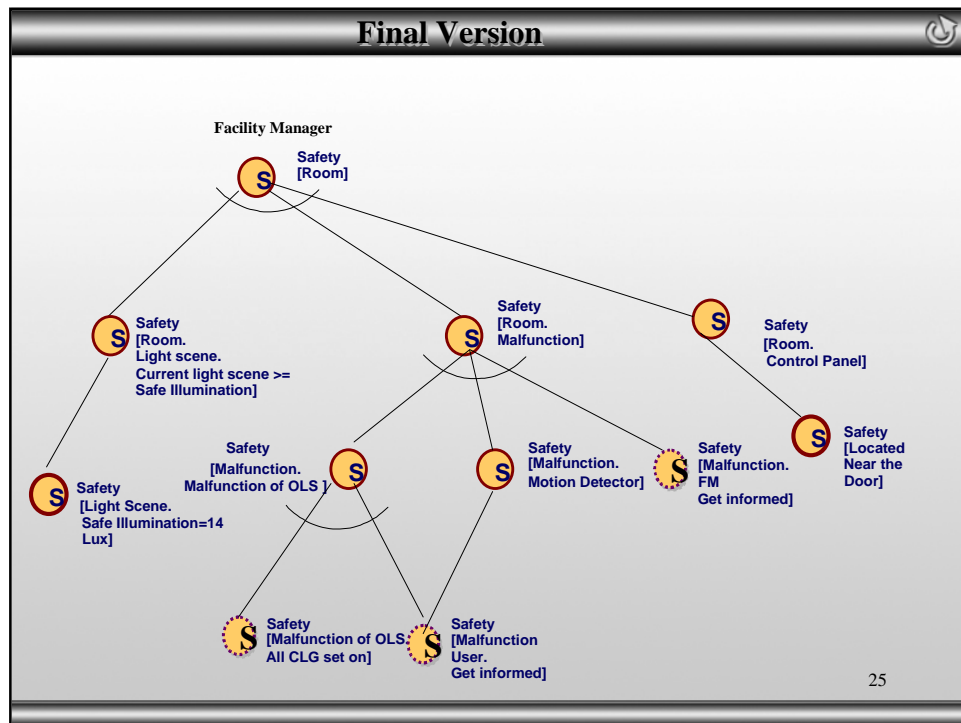 Final Version
Facility Manager
S
Safety
[Room]
S
Safety
[Room.
Light scene.
Current light scene >=
Safe Illumination]
S
Safety
[Room.
Malfunction]
S
Safety
[Room.
Control Panel]
S
Safety
[Light Scene.
Safe Illumination=14
Lux]
Safety
[Malfunction.
Malfunction of OLS ]
S
S
Safety
[Malfunction.
Motion Detector]
S
Safety
[Malfunction.
FM
Get informed]
S
Safety
[Located
Near the
Door]
S
Safety
[Malfunction of OLS
All CLG set on]
S
Safety
[Malfunction
User.
Get informed]
25